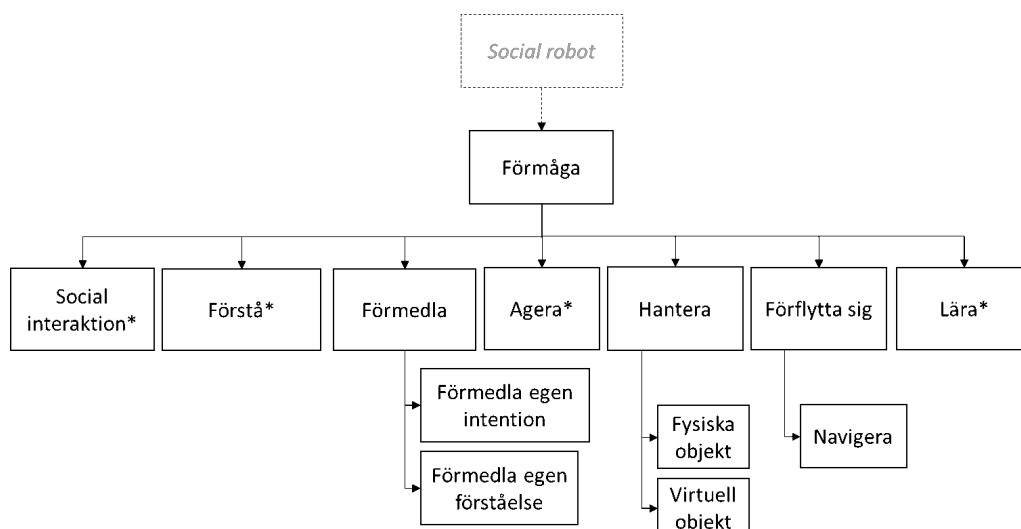 Social robot
Förmåga
Social
interaktion*
Förstå*
Förmedla
Agera*
Hantera
Förflytta sig
Lära*
Förmedla egen
intention
Förmedla egen
förståelse
Fysiska
objekt
Virtuell
objekt
Navigera